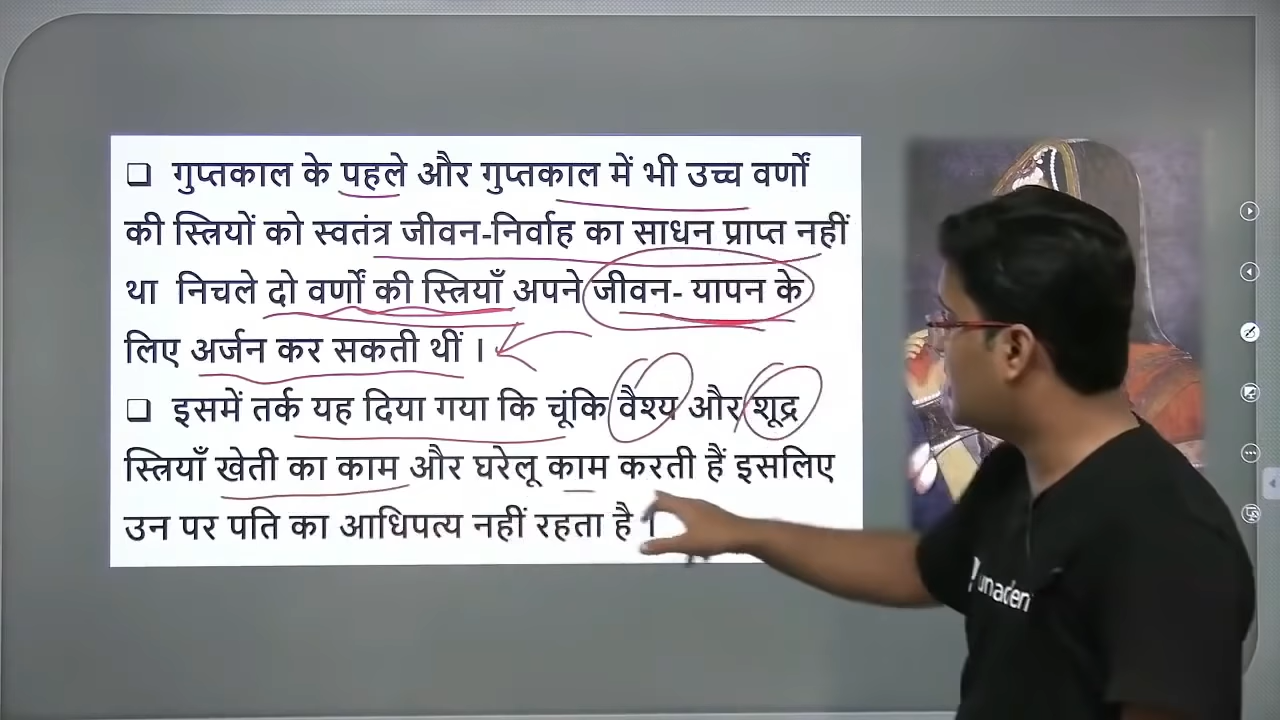 ❑ गुप्तकाल के पहले और गुप्तकाल में भी उच्च वर्णों
की स्त्रियों को स्वतंत्र जीवन-निर्वाह का साधन प्राप्त नहीं
था निचले दो वर्णों की स्त्रियाँ अपने जीवन- यापन के
लिए अर्जन कर सकती थीं ।
❑ इसमें तर्क यह दिया गया कि चूंकि वैश्य और शूद्र
स्त्रियाँ खेती का काम और घरेलू काम करती हैं इसलिए
उन पर पति का आधिपत्य नहीं रहता है ।
unaden